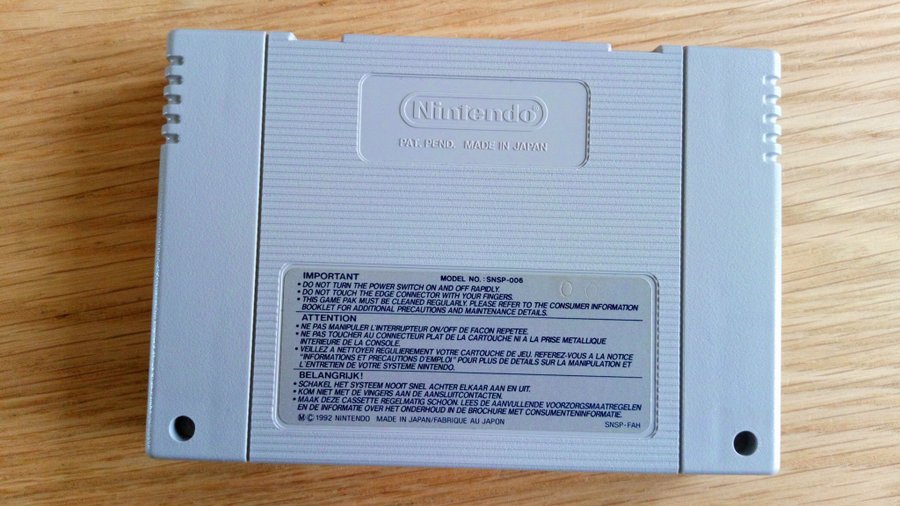 Nintendo®
PAT. PEND. MADE IN JAPAN
IMPORTANT MODEL NO. : SNSP-006
• DO NOT TURN THE POWER SWITCH ON AND OFF RAPIDLY.
• DO NOT TOUCH THE EDGE CONNECTOR WITH YOUR FINGERS.
• THIS GAME PAK MUST BE CLEANED REGULARLY. PLEASE REFER TO THE CONSUMER INFORMATION
BOOKLET FOR ADDITIONAL PRECAUTIONS AND MAINTENANCE DETAILS.
ATTENTION
• NE PAS MANIPULER L'INTERRUPTEUR ON/OFF DE FACON REPETEE.
• NE PAS TOUCHER AU CONNECTEUR PLAT DE LA CARTOUCHE NI A LA PRISE METALLIQUE
INTERIEURE DE LA CONSOLE.
• VEILLEZ A NETTOYER REGULIEREMENT VOTRE CARTOUCHE DE JEU. REFEREZ-VOUS A LA NOTICE
"INFORMATIONS ET PRECAUTIONS D'EMPLOI" POUR PLUS DE DETAILS SUR LA MANIPULATION ET
L'ENTRETIEN DE VOTRE SYSTEME NINTENDO.
BELANGRIJK!
• SCHAKEL HET SYSTEEM NOOIT SNEL ACHTER ELKAAR AAN EN UIT.
• KOM NIET MET DE VINGERS AAN DE AANSLUITCONTACTEN.
• MAAK DEZE CASSETTE REGELMATIG SCHOON. LEES DE AANVULLENDE VOORZORGSMAATREGELEN
EN DE INFORMATIE OVER HET ONDERHOUD IN DE BROCHURE MET CONSUMENTENINFORMATIE.
Ⓜ © 1992 NINTENDO MADE IN JAPAN/FABRIQUE AU JAPON SNSP-FAH